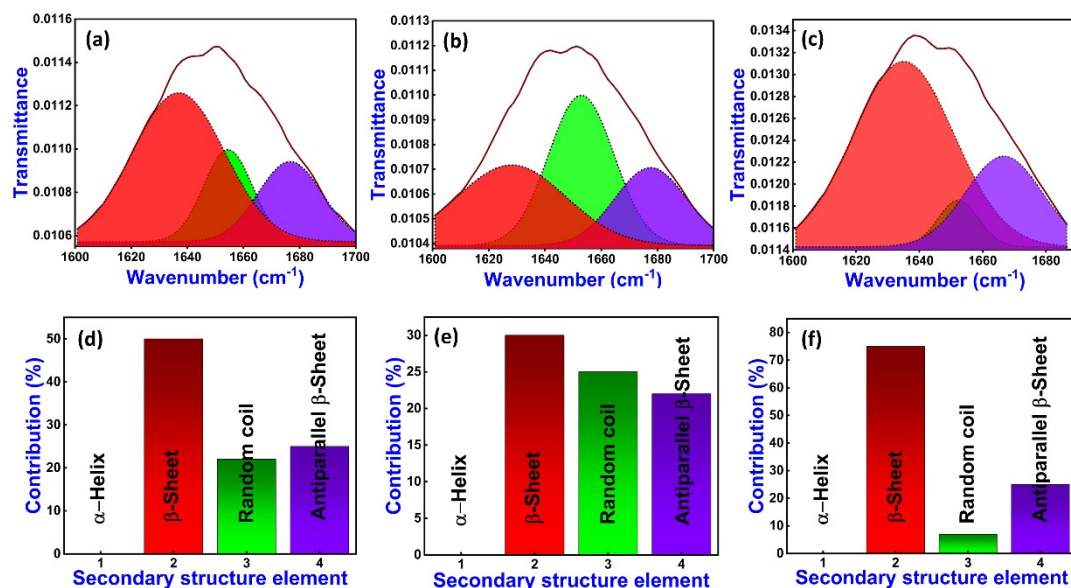 (a)
Transmittance
0.0116
0.0114
0.0112
0.0110
0.0108
0.0106
1600 1620 1640 1660 1680 1700
Wavenumber (cm-1)
(b)
Transmittance
0.0113
0.0112
0.0111
0.0110
0.0109
0.0108
0.0107
0.0106
0.0105
0.0104
1600 1620 1640 1660 1680 1700
Wavenumber (cm-1)
(c)
Transmittance
0.0134
0.0132
0.0130
0.0128
0.0126
0.0124
0.0122
0.0120
0.0118
0.0116
0.0114
1600 1620 1640 1660 1680
Wavenumber (cm-1)
(d)
Contribution (%)
50
40
30
20
10
0
α–Helix
β-Sheet
Random coil
Antiparallel β-Sheet
1 2 3 4
Secondary structure element
(e)
Contribution (%)
30
25
20
15
10
5
0
α–Helix
β-Sheet
Random coil
Antiparallel β-Sheet
1 2 3 4
Secondary structure element
(f)
Contribution (%)
80
70
60
50
40
30
20
10
0
α–Helix
β-Sheet
Random coil
Antiparallel β-Sheet
1 2 3 4
Secondary structure element